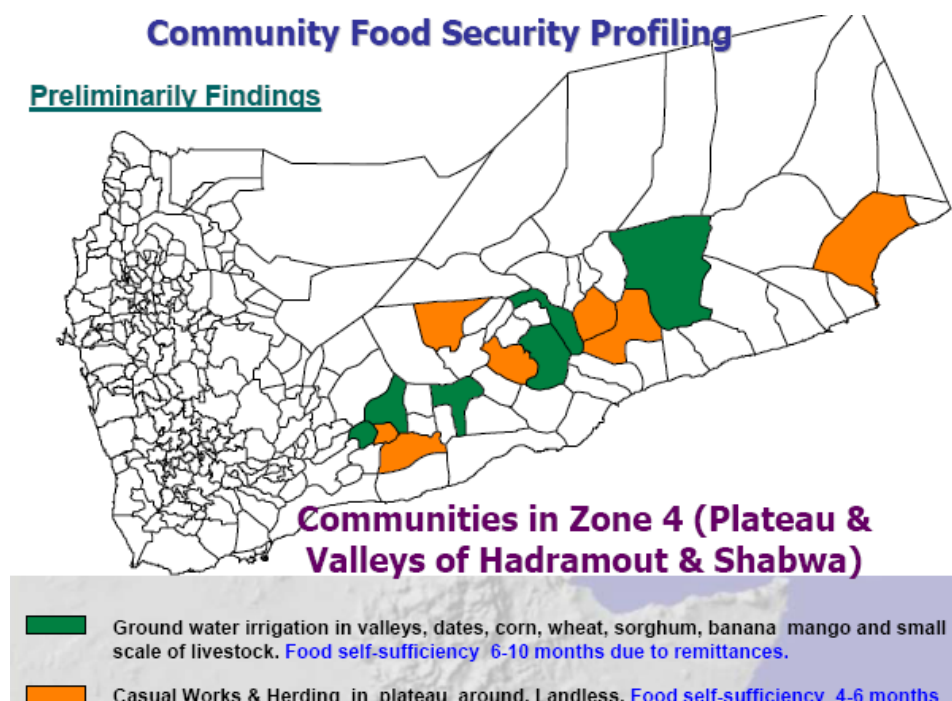 Community Food Security Profiling
Preliminarily Findings
Communities in Zone 4 (Plateau &
Valleys of Hadramout & Shabwa)
Ground water irrigation in valleys, dates, corn, wheat, sorghum, banana mango and small
scale of livestock. Food self-sufficiency 6-10 months due to remittances.
Casual Works & Herding in plateau around. Landless. Food self-sufficiency 4-6 months